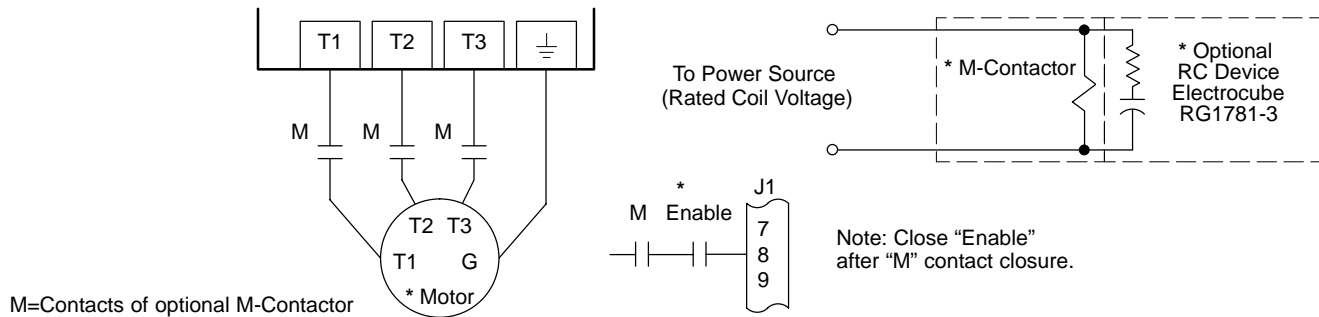 T1 T2 T3
M M M
T2 T3
T1 G
* Motor
M=Contacts of optional M-Contactor
To Power Source
(Rated Coil Voltage)
* M-Contactor
* Optional
RC Device
Electrocube
RG1781-3
*
M Enable
J1
7
8
9
Note: Close “Enable”
after “M” contact closure.